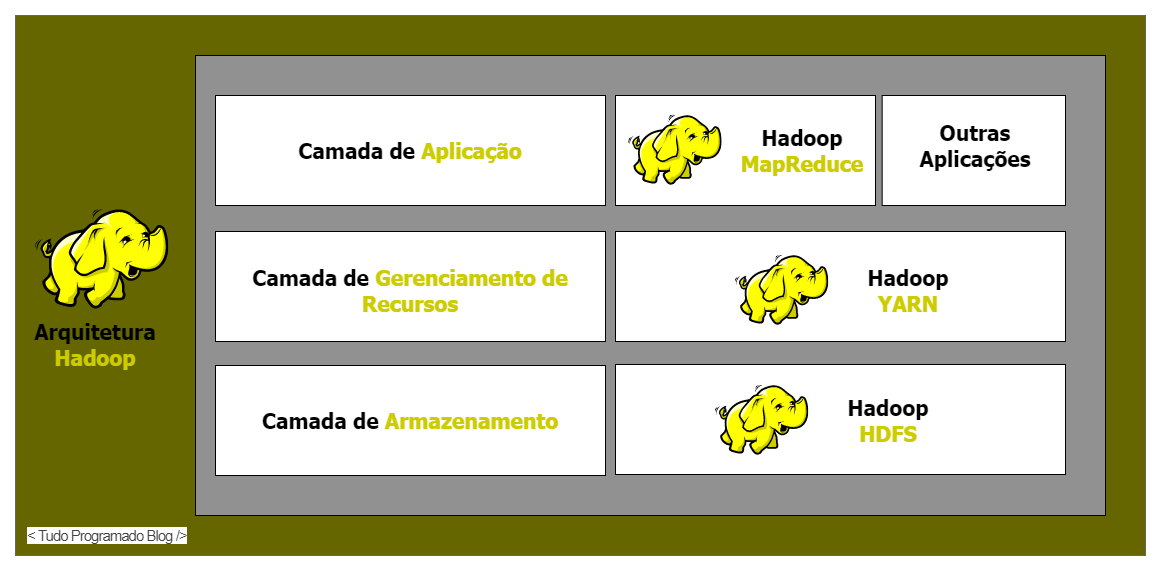 Camada de Aplicação
Hadoop
MapReduce
Outras
Aplicações
Arquitetura
Hadoop
Camada de Gerenciamento de
Recursos
Hadoop
YARN
Camada de Armazenamento
Hadoop
HDFS
< Tudo Programado Blog />